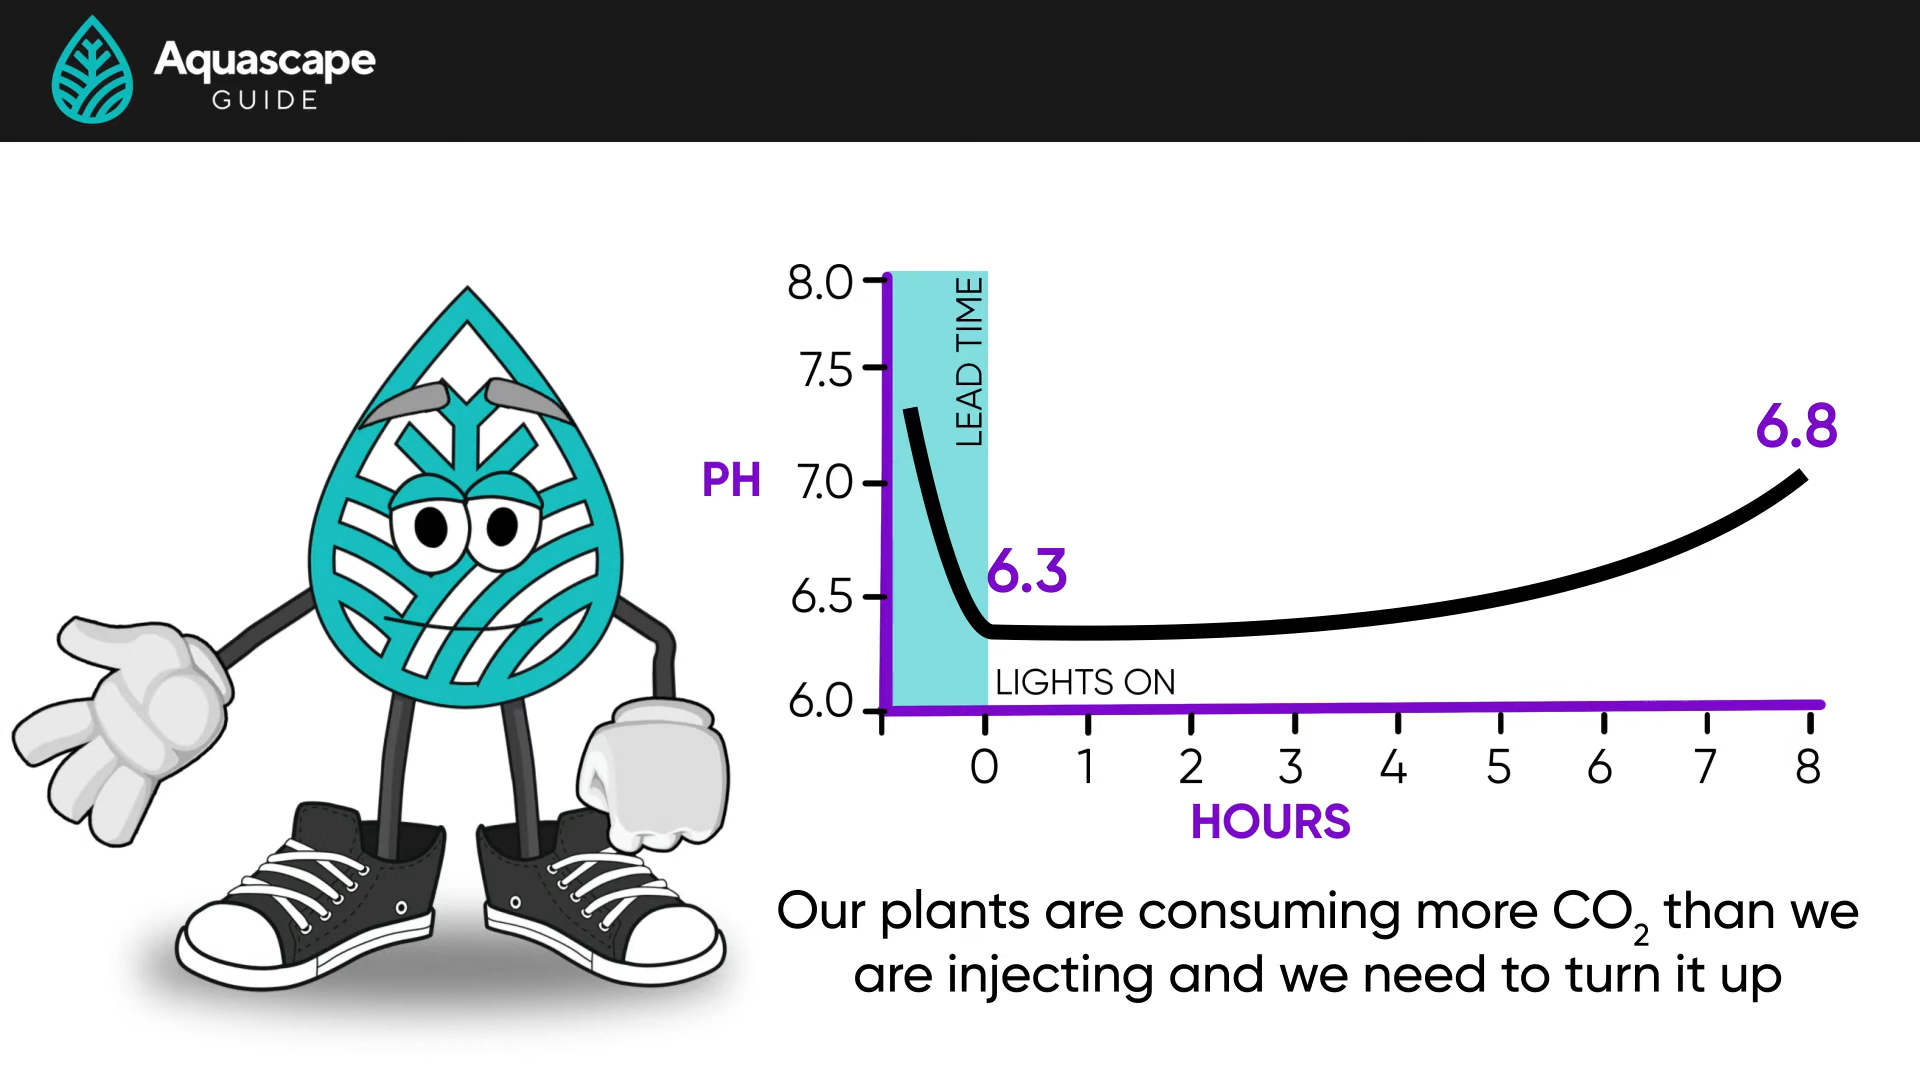 Aquascape
GUIDE
8.0
7.5
7.0
6.5
6.0
PH
LEAD TIME
6.3
6.8
LIGHTS ON
0 1 2 3 4 5 6 7 8
HOURS
Our plants are consuming more CO₂ than we
are injecting and we need to turn it up